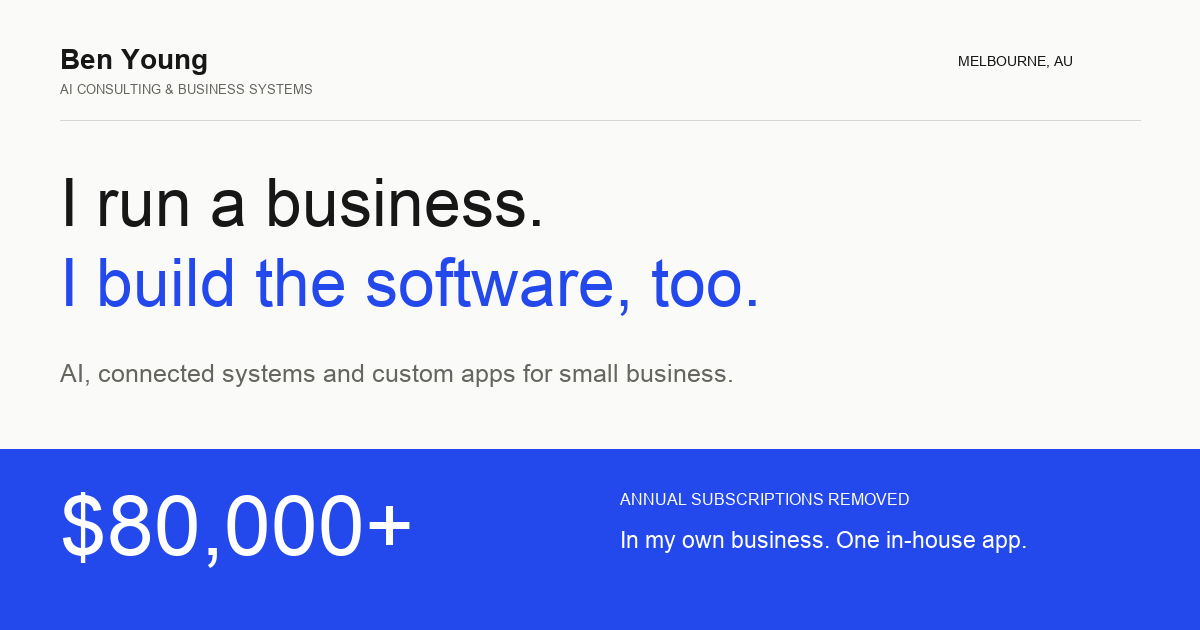 Ben Young
AI CONSULTING & BUSINESS SYSTEMS
MELBOURNE, AU
I run a business.
I build the software, too.
AI, connected systems and custom apps for small business.
$80,000+
ANNUAL SUBSCRIPTIONS REMOVED
In my own business. One in-house app.